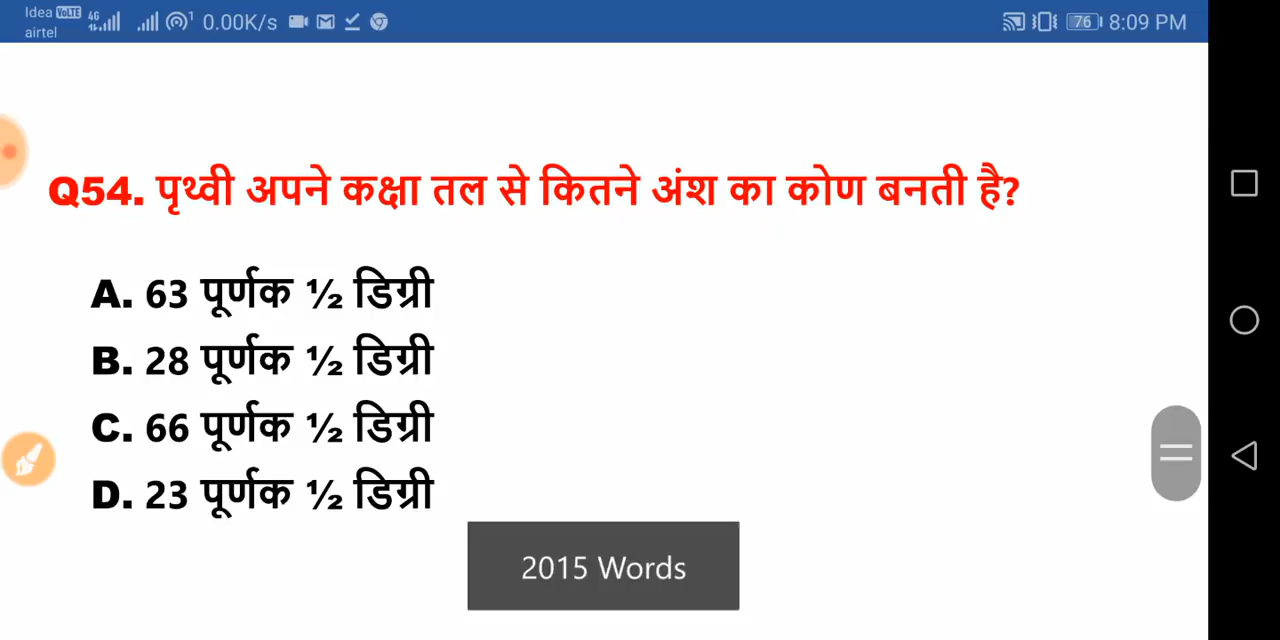 Idea VoLTE 4G 1 0.00K/s 76 8:09 PM
airtel
Q54. पृथ्वी अपने कक्षा तल से कितने अंश का कोण बनती है?
A. 63 पूर्णक ½ डिग्री
B. 28 पूर्णक ½ डिग्री
C. 66 पूर्णक ½ डिग्री
D. 23 पूर्णक ½ डिग्री
2015 Words